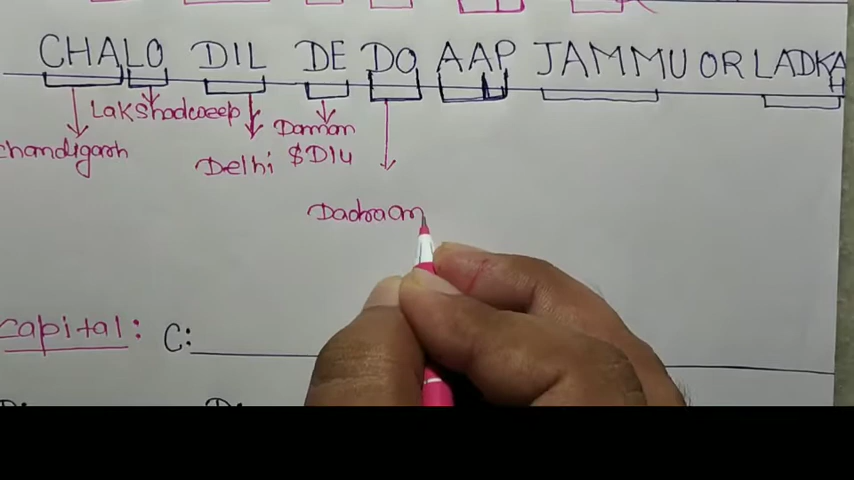 CHALO DIL DE DO AAP JAMMU OR LADKA
Lakshadweep
Daman
Chandigarh
Delhi
$DIU
Dadraan
Capital: C: